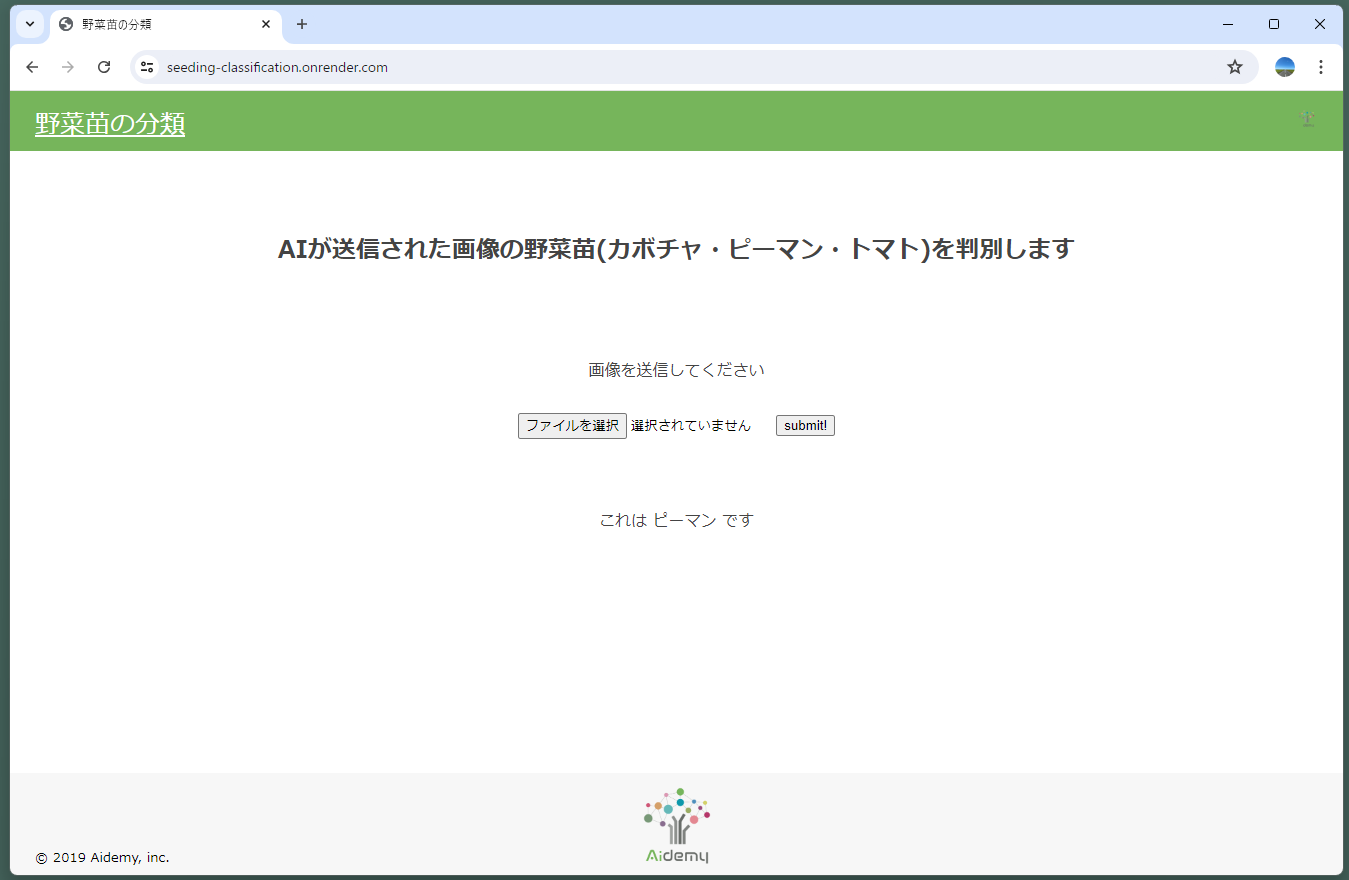 野菜苗の分類
seeding-classification.onrender.com
野菜苗の分類
AIが送信された画像の野菜苗(カボチャ・ピーマン・トマト)を判別します
画像を送信してください
ファイルを選択 選択されていません submit!
これは ピーマン です
Aidemy
© 2019 Aidemy, inc.